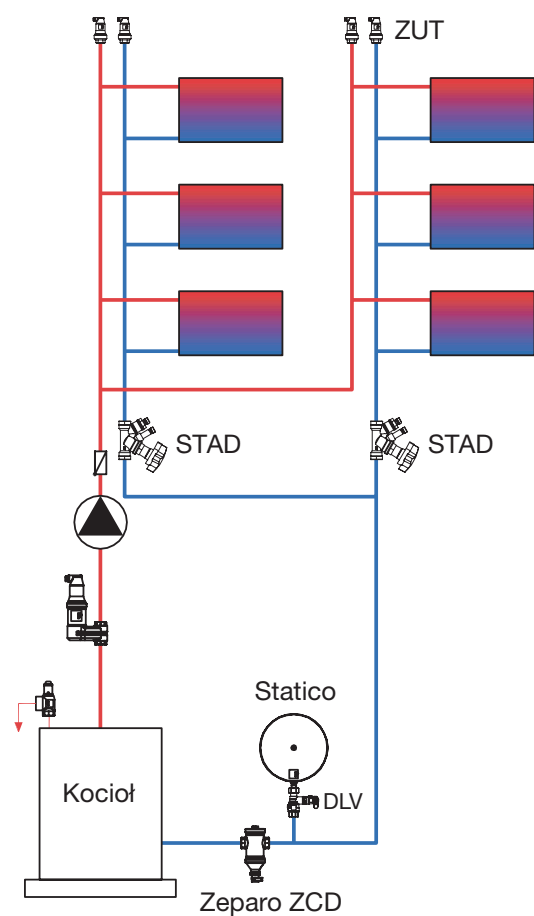 ZUT
STAD
STAD
Statico
Kocioł
DLV
Zeparo ZCD